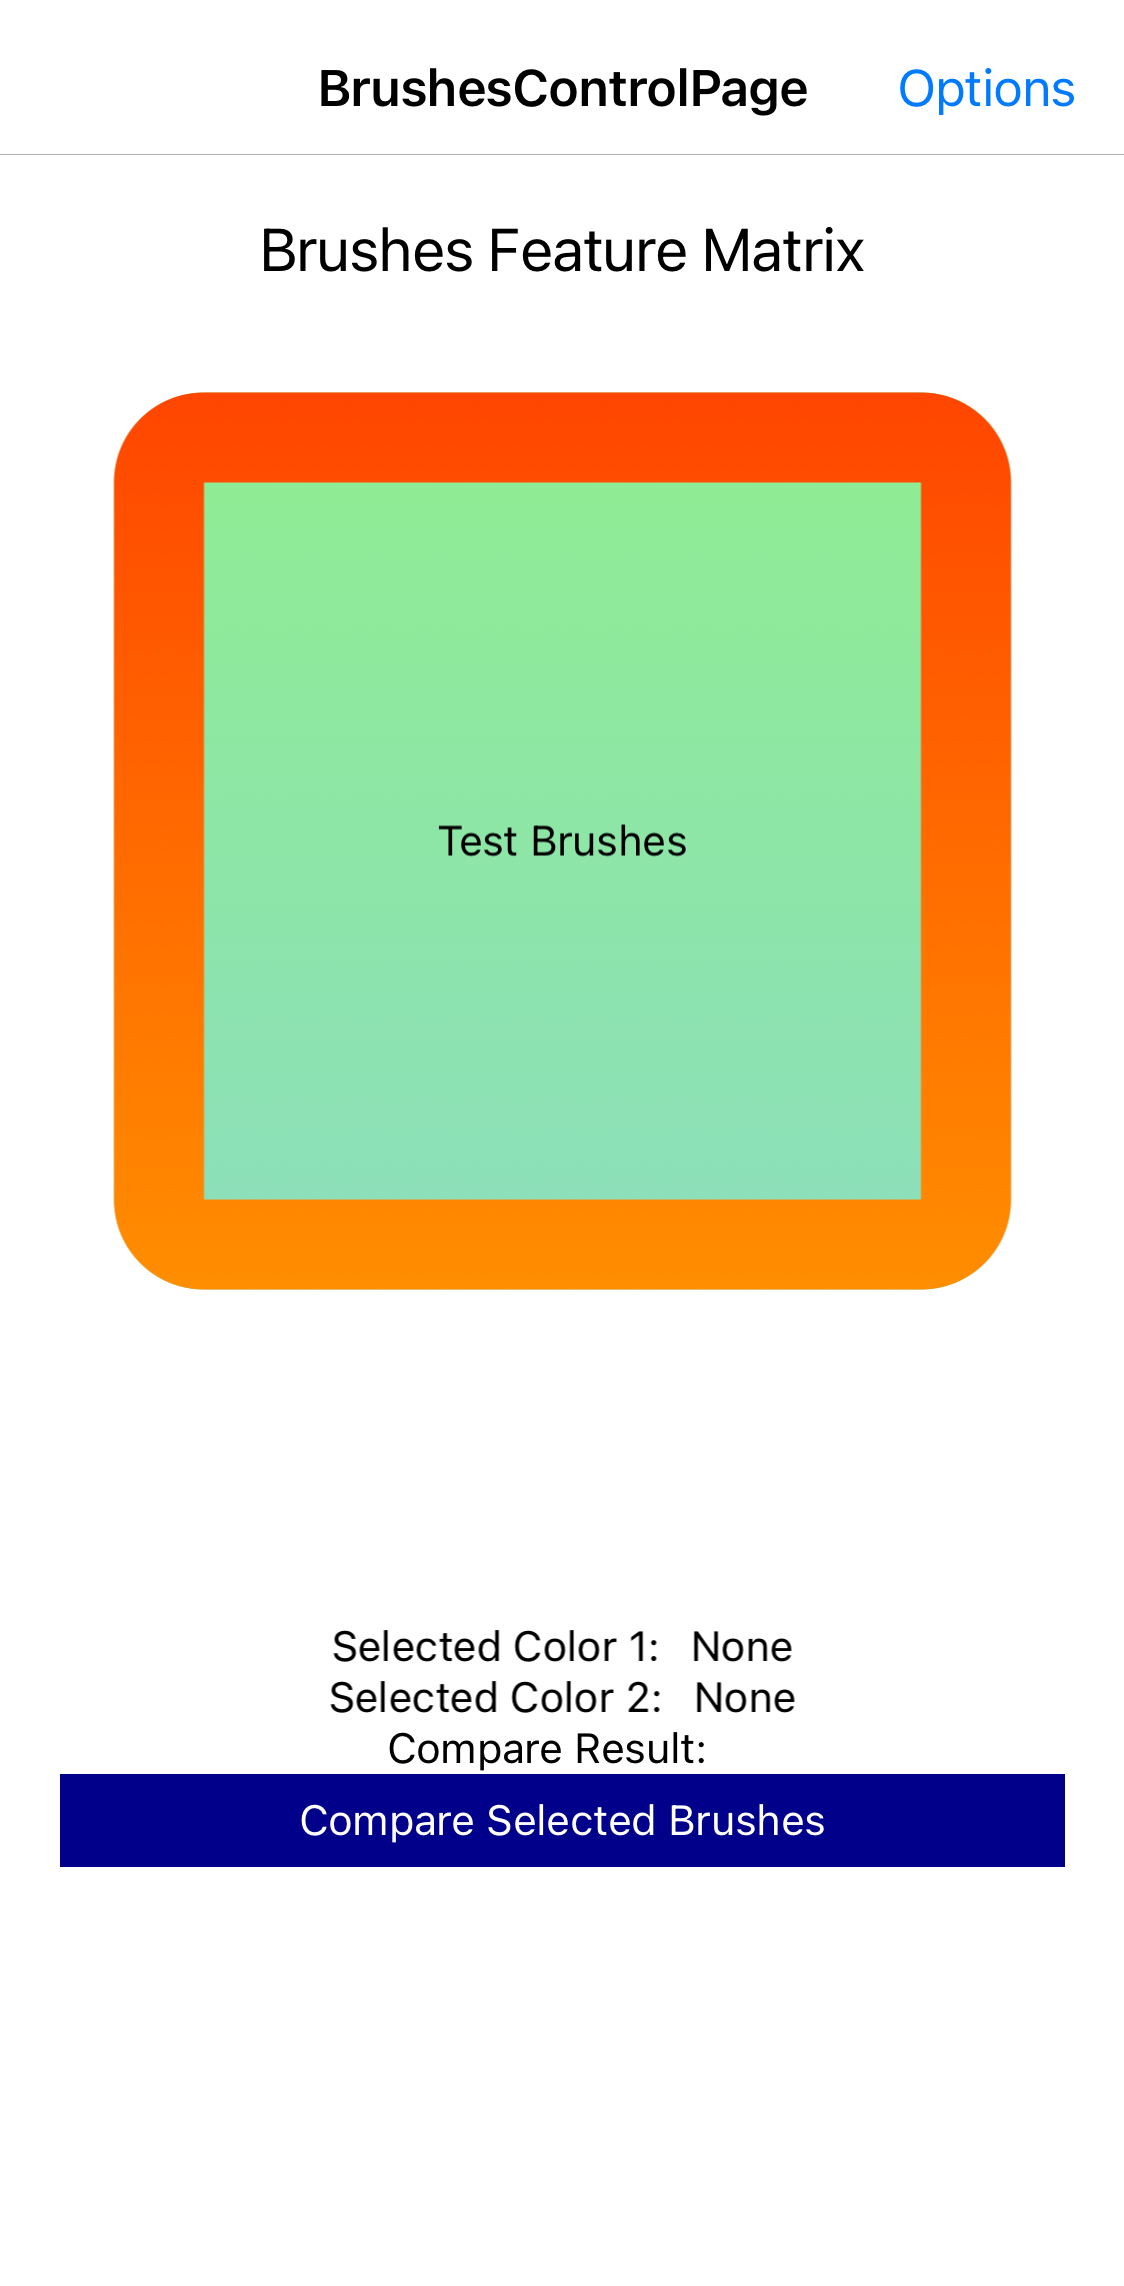 BrushesControlPage Options
Brushes Feature Matrix
Test Brushes
Selected Color 1: None
Selected Color 2: None
Compare Result:
Compare Selected Brushes